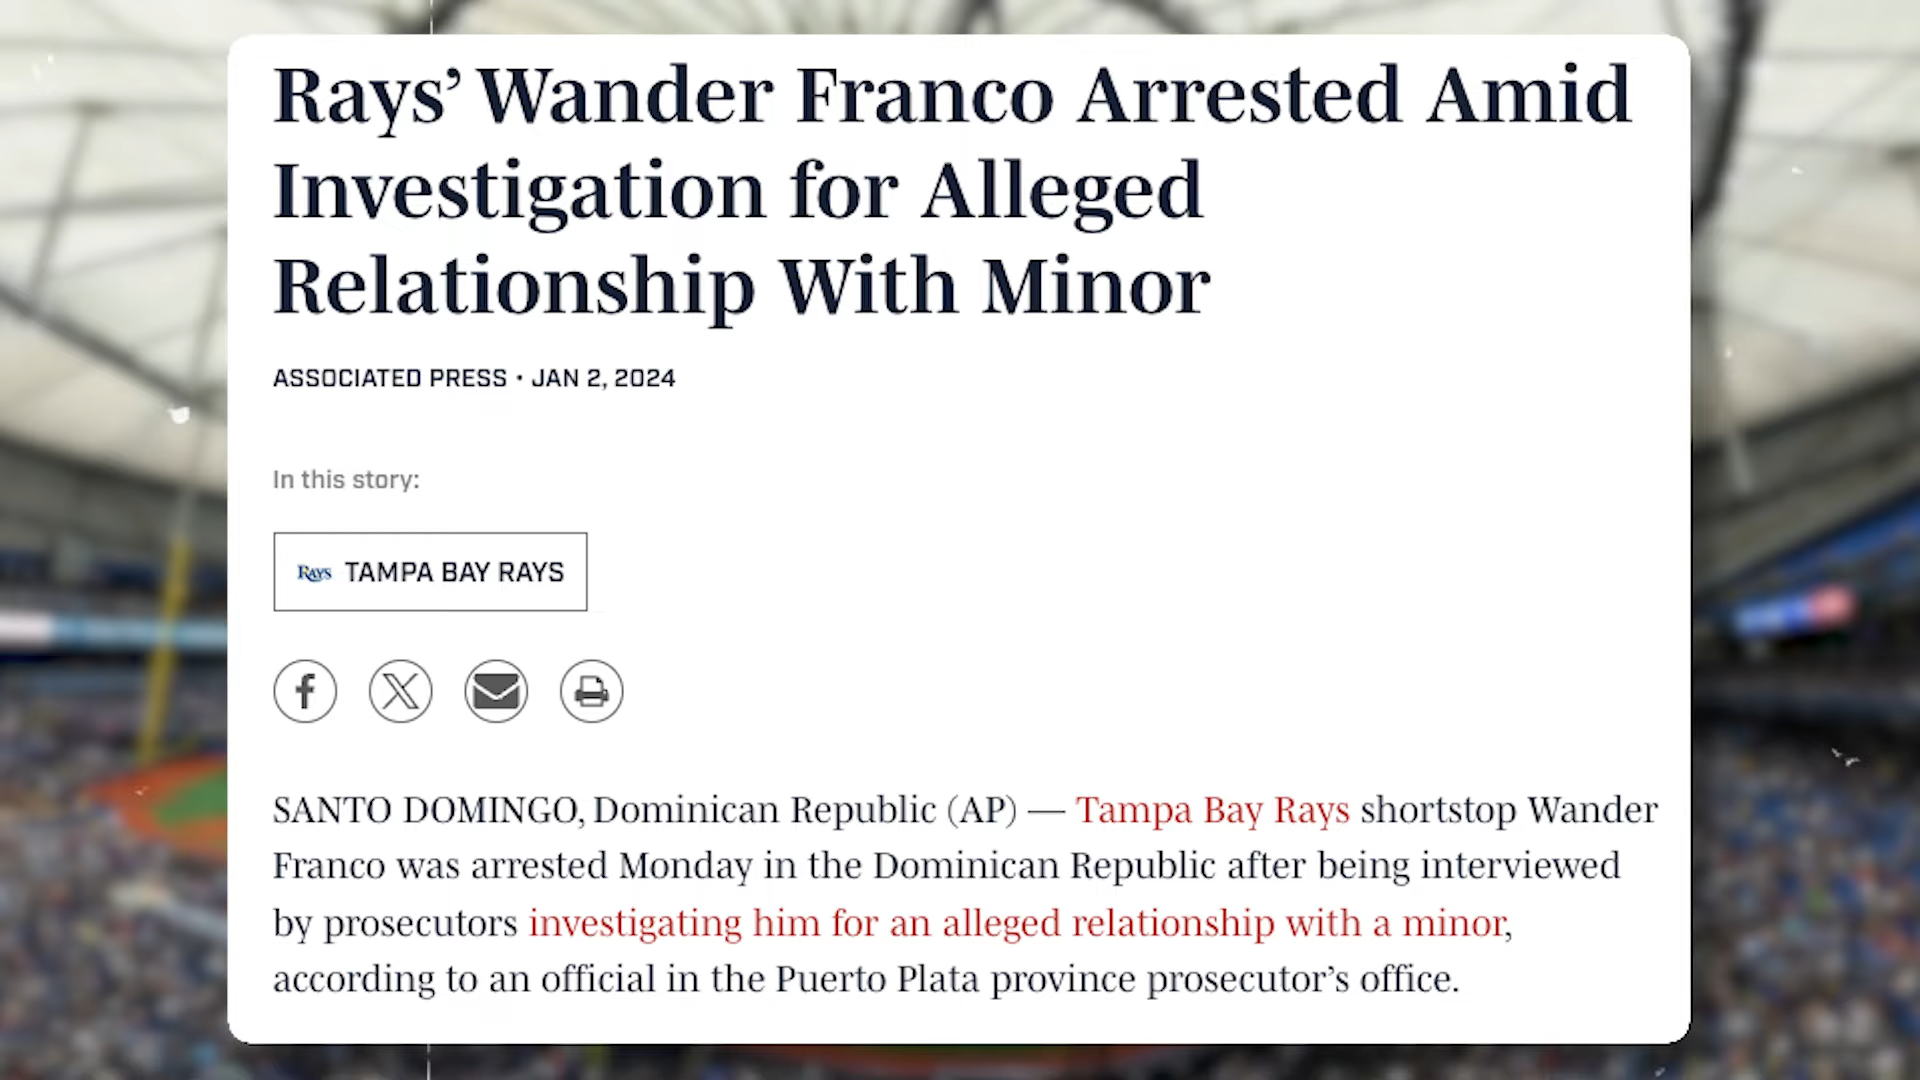 Rays’ Wander Franco Arrested Amid
Investigation for Alleged
Relationship With Minor
ASSOCIATED PRESS • JAN 2, 2024
In this story:
RAYS TAMPA BAY RAYS
SANTO DOMINGO, Dominican Republic (AP) — Tampa Bay Rays shortstop Wander
Franco was arrested Monday in the Dominican Republic after being interviewed
by prosecutors investigating him for an alleged relationship with a minor,
according to an official in the Puerto Plata province prosecutor’s office.